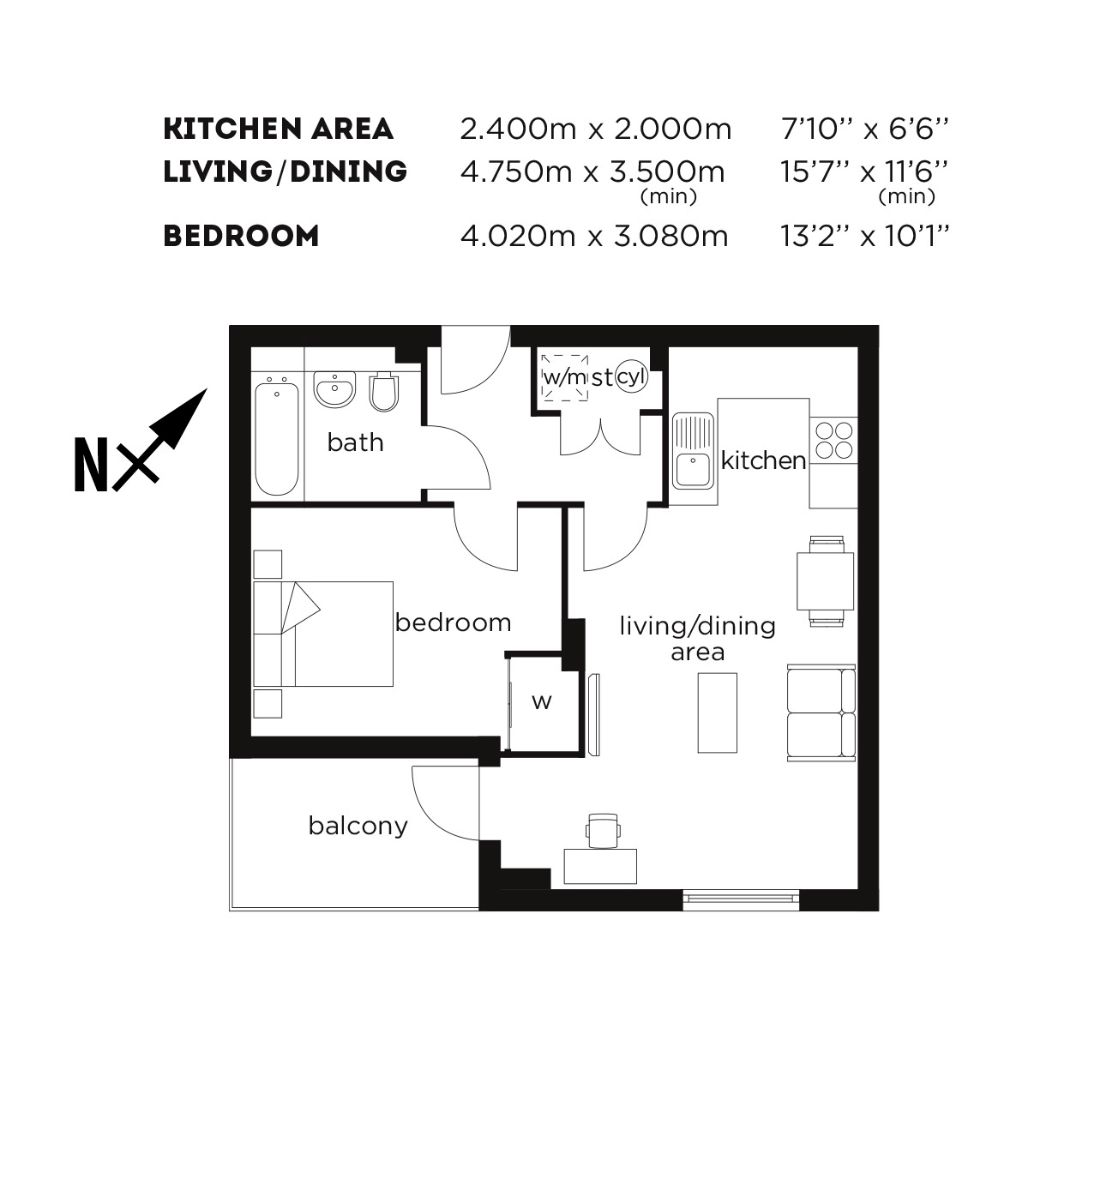 KITCHEN AREA 2.400m x 2.000m 7'10'' x 6'6''
LIVING/DINING 4.750m x 3.500m 15'7'' x 11'6''
(min) (min)
BEDROOM 4.020m x 3.080m 13'2'' x 10'1''
w/m st cyl
bath
kitchen
N
bedroom
living/dining
area
w
balcony